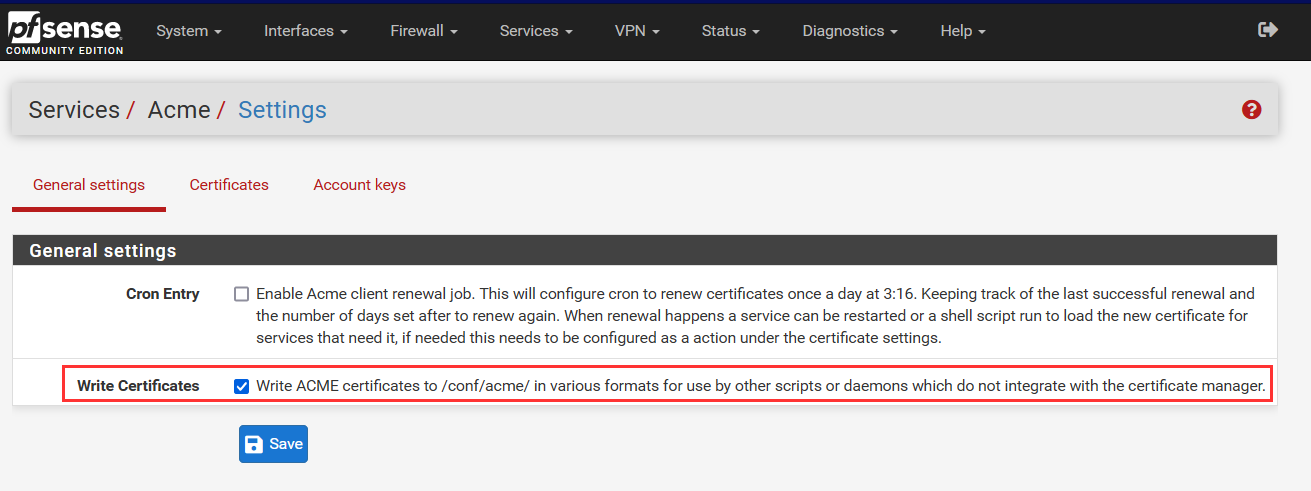 pfsense
COMMUNITY EDITION
System
Interfaces
Firewall
Services
VPN
Status
Diagnostics
Help
Services / Acme / Settings
?
General settings
Certificates
Account keys
General settings
Cron Entry
Enable Acme client renewal job. This will configure cron to renew certificates once a day at 3:16. Keeping track of the last successful renewal and
the number of days set after to renew again. When renewal happens a service can be restarted or a shell script run to load the new certificate for
services that need it, if needed this needs to be configured as a action under the certificate settings.
Write Certificates
Write ACME certificates to /conf/acme/ in various formats for use by other scripts or daemons which do not integrate with the certificate manager.
Save